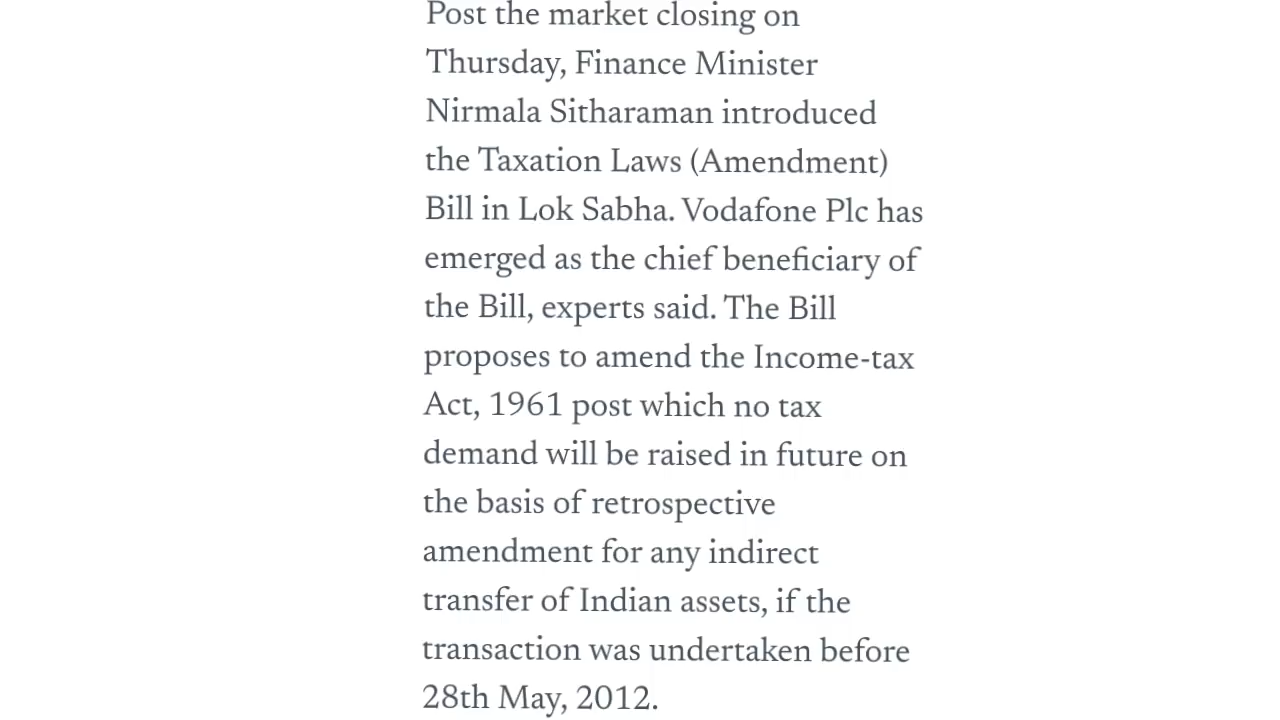 Post the market closing on
Thursday, Finance Minister
Nirmala Sitharaman introduced
the Taxation Laws (Amendment)
Bill in Lok Sabha. Vodafone Plc has
emerged as the chief beneficiary of
the Bill, experts said. The Bill
proposes to amend the Income-tax
Act, 1961 post which no tax
demand will be raised in future on
the basis of retrospective
amendment for any indirect
transfer of Indian assets, if the
transaction was undertaken before
28th May, 2012.